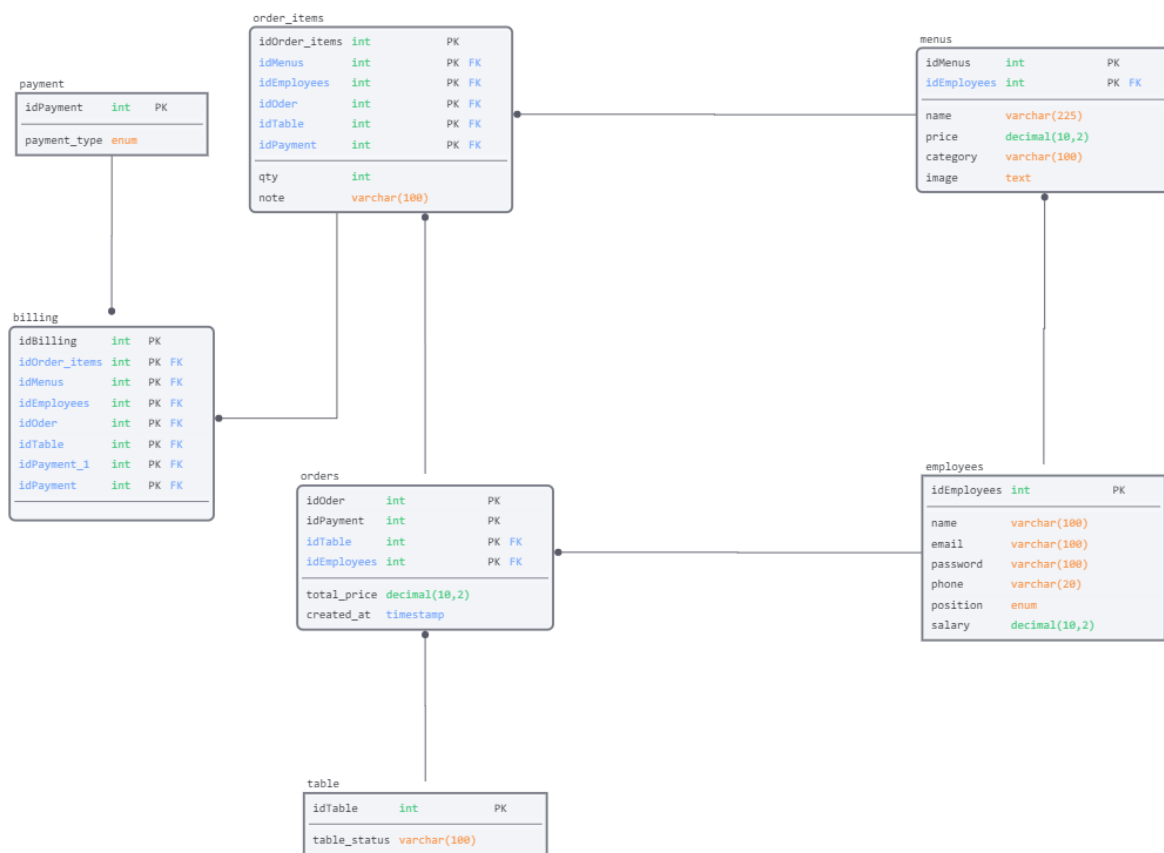 order_items
idOrder_items int PK
idMenus int PK FK
idEmployees int PK FK
idOder int PK FK
idTable int PK FK
idPayment int PK FK
qty int
note varchar(100)
menus
idMenus int PK
idEmployees int PK FK
name varchar(225)
price decimal(10,2)
category varchar(100)
image text
payment
idPayment int PK
payment_type enum
billing
idBilling int PK
idOrder_items int PK FK
idMenus int PK FK
idEmployees int PK FK
idOder int PK FK
idTable int PK FK
idPayment_1 int PK FK
idPayment int PK FK
orders
idOder int PK
idPayment int PK
idTable int PK FK
idEmployees int PK FK
total_price decimal(10,2)
created_at timestamp
employees
idEmployees int PK
name varchar(100)
email varchar(100)
password varchar(100)
phone varchar(20)
position enum
salary decimal(10,2)
table
idTable int PK
table_status varchar(100)